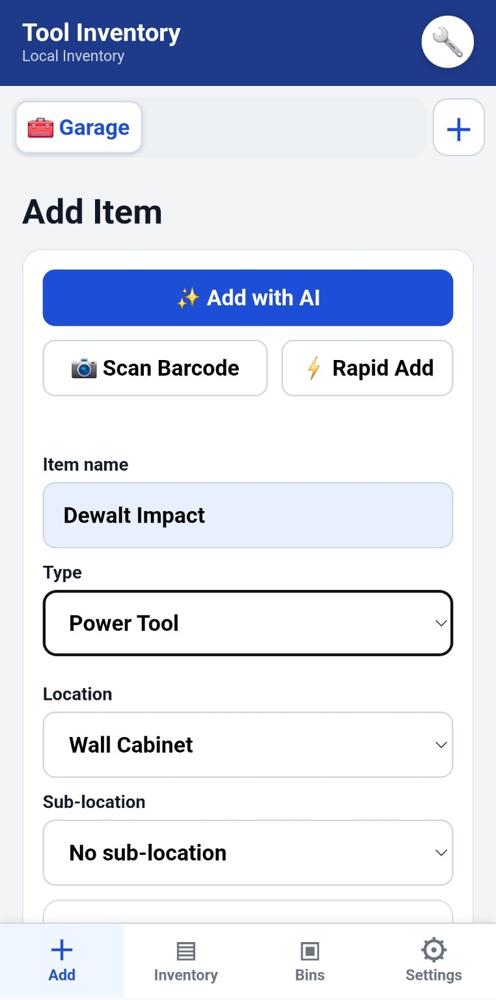 Tool Inventory
Local Inventory
Garage
Add Item
Add with AI
Scan Barcode
Rapid Add
Item name
Dewalt Impact
Type
Power Tool
Location
Wall Cabinet
Sub-location
No sub-location
Add
Inventory
Bins
Settings